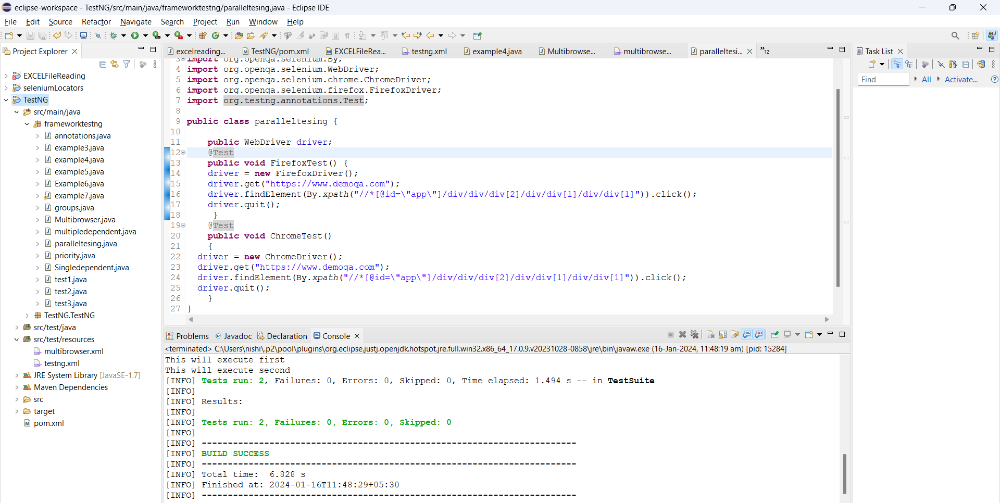 eclipse-workspace - TestNG/src/main/java/frameworktestng/paralleltesing.java - Eclipse IDE
File Edit Source Refactor Navigate Search Project Run Window Help
Project Explorer
EXCELFileReading
seleniumLocators
TestNG
src/main/java
frameworktestng
annotations.java
example3.java
example4.java
example5.java
Example6.java
example7.java
groups.java
Multibrowser.java
multipledependent.java
paralleltesing.java
priority.java
Singledependent.java
test1.java
test2.java
test3.java
TestNG.TestNG
src/test/java
src/test/resources
multibrowser.xml
testng.xml
JRE System Library [JavaSE-1.7]
Maven Dependencies
src
target
pom.xml
excelreading... TestNG/pom.xml EXCELFileRea... testng.xml example4.java Multibrowse... multibrowse... paralleltesi... »12
3 import org.openqa.selenium.By;
4 import org.openqa.selenium.WebDriver;
5 import org.openqa.selenium.chrome.ChromeDriver;
6 import org.openqa.selenium.firefox.FirefoxDriver;
7 import org.testng.annotations.Test;
8
9 public class paralleltesing {
10
11 public WebDriver driver;
12 @Test
13 public void FirefoxTest() {
14 driver = new FirefoxDriver();
15 driver.get("https://www.demoqa.com");
16 driver.findElement(By.xpath("//*[@id=\"app\"]/div/div/div[2]/div/div[1]/div/div[1]")).click();
17 driver.quit();
18 }
19 @Test
20 public void ChromeTest()
21 {
22 driver = new ChromeDriver();
23 driver.get("https://www.demoqa.com");
24 driver.findElement(By.xpath("//*[@id=\"app\"]/div/div/div[2]/div/div[1]/div/div[1]")).click();
25 driver.quit();
26 }
27 }
Problems Javadoc Declaration Console
<terminated> C:\Users\nishi\.p2\pool\plugins\org.eclipse.justj.openjdk.hotspot.jre.full.win32.x86_64_17.0.9.v20231028-0858\jre\bin\javaw.exe (16-Jan-2024, 11:48:19 am) [pid: 15284]
This will execute first
This will execute second
[INFO] Tests run: 2, Failures: 0, Errors: 0, Skipped: 0, Time elapsed: 1.494 s -- in TestSuite
[INFO]
[INFO] Results:
[INFO]
[INFO] Tests run: 2, Failures: 0, Errors: 0, Skipped: 0
[INFO]
[INFO] ------------------------------------------------------------------------
[INFO] BUILD SUCCESS
[INFO] ------------------------------------------------------------------------
[INFO] Total time:  6.828 s
[INFO] Finished at: 2024-01-16T11:48:29+05:30
[INFO] ------------------------------------------------------------------------
Task List
Find All Activate...